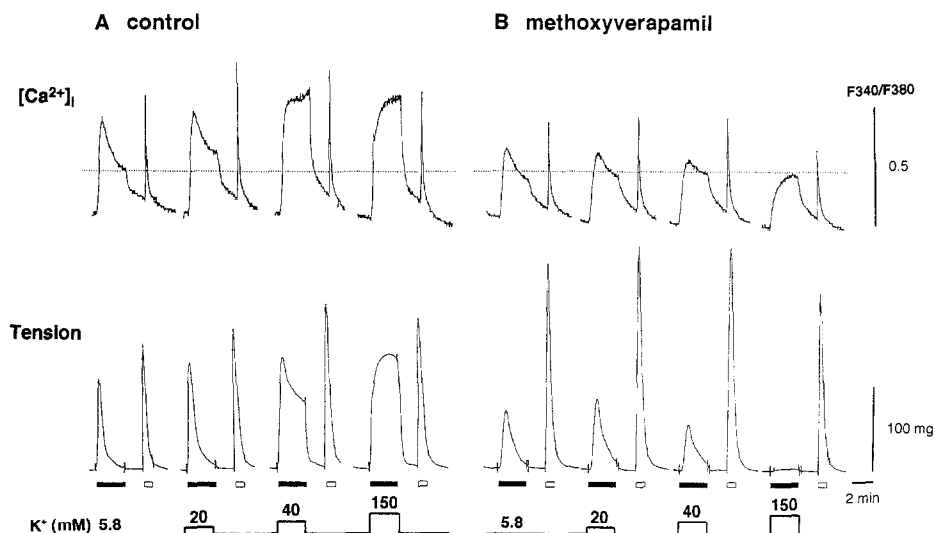 A control
B methoxyverapamil
[Ca²⁺]i
F340/F380
0.5
Tension
100 mg
2 min
K⁺ (mM) 5.8 20 40 150 5.8 20 40 150